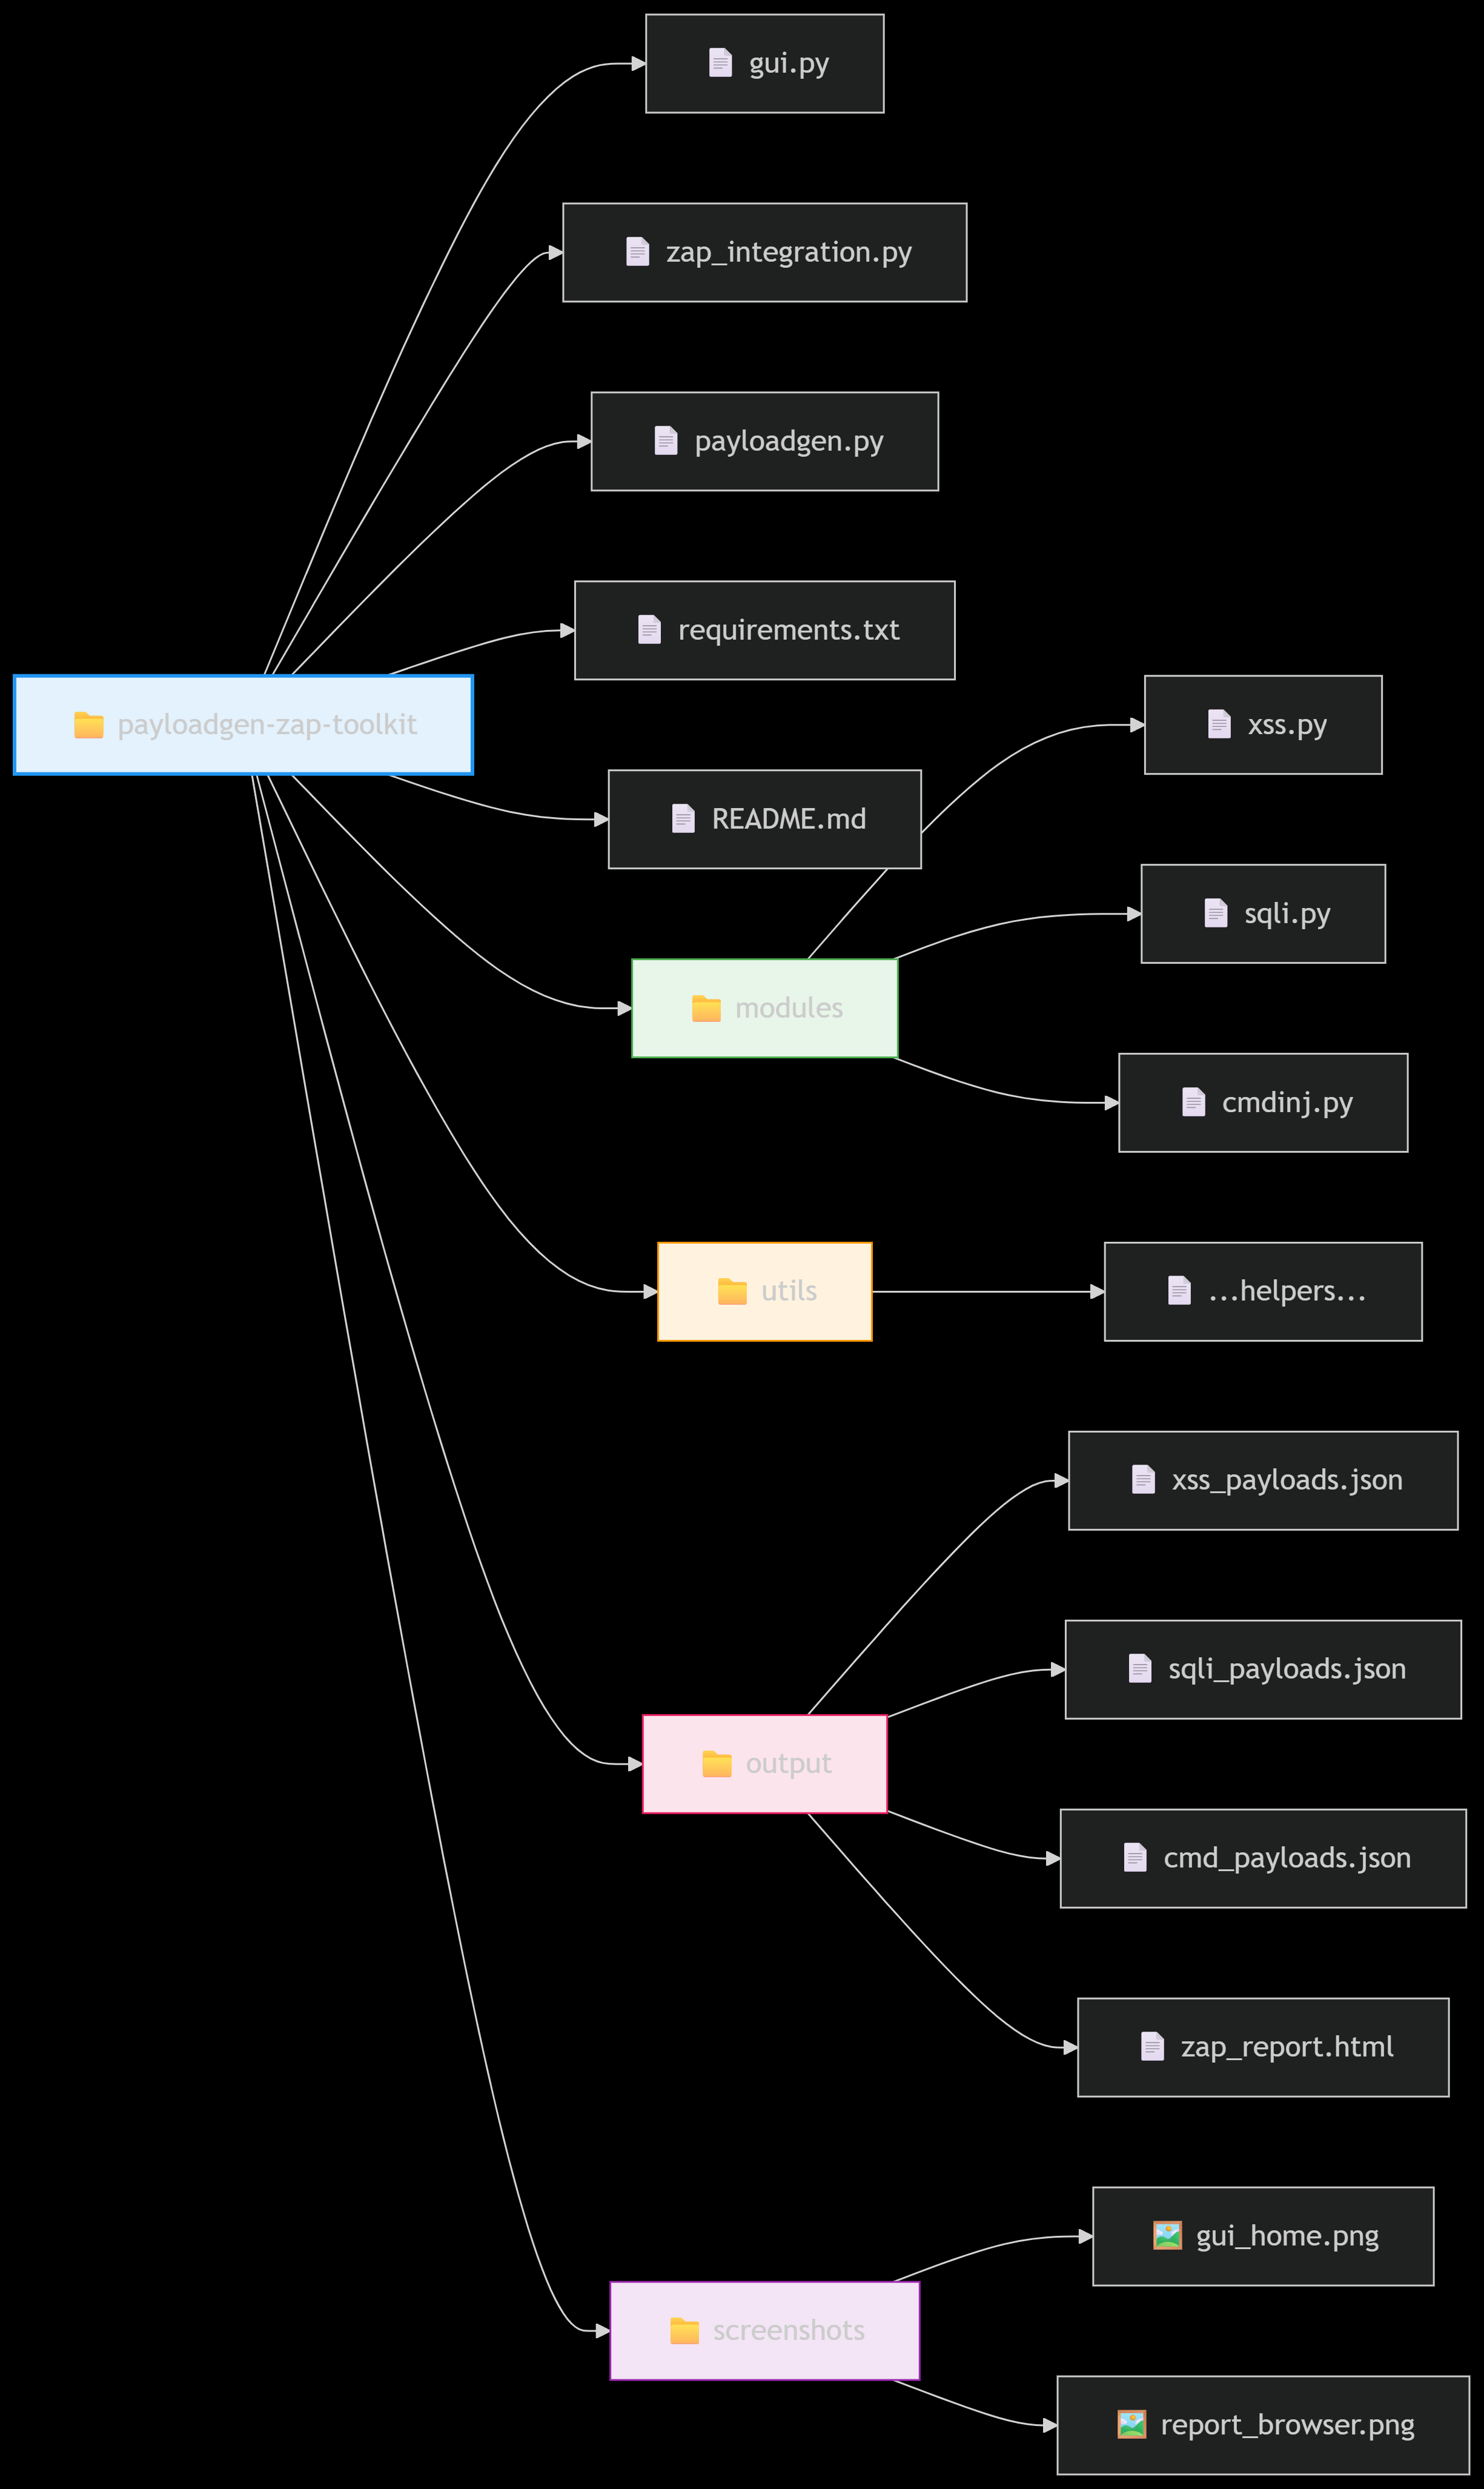 gui.py
zap_integration.py
payloadgen.py
requirements.txt
payloadgen-zap-toolkit
xss.py
README.md
sqli.py
modules
cmdinj.py
utils
...helpers...
xss_payloads.json
sqli_payloads.json
output
cmd_payloads.json
zap_report.html
gui_home.png
screenshots
report_browser.png